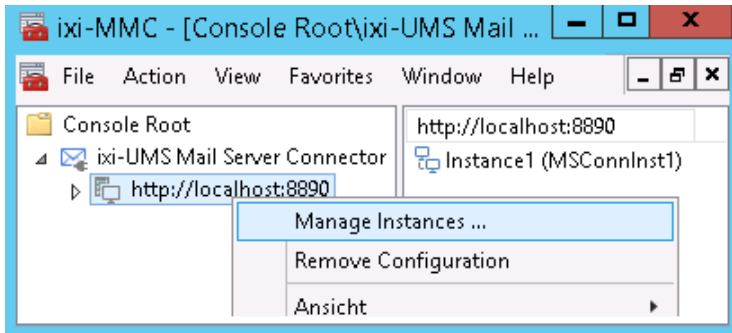 ixi-MMC - [Console Root\ixi-UMS Mail ...
File Action View Favorites Window Help
Console Root
ixi-UMS Mail Server Connector
http://localhost:8890
http://localhost:8890
Instance1 (MSConnInst1)
Manage Instances ...
Remove Configuration
Ansicht